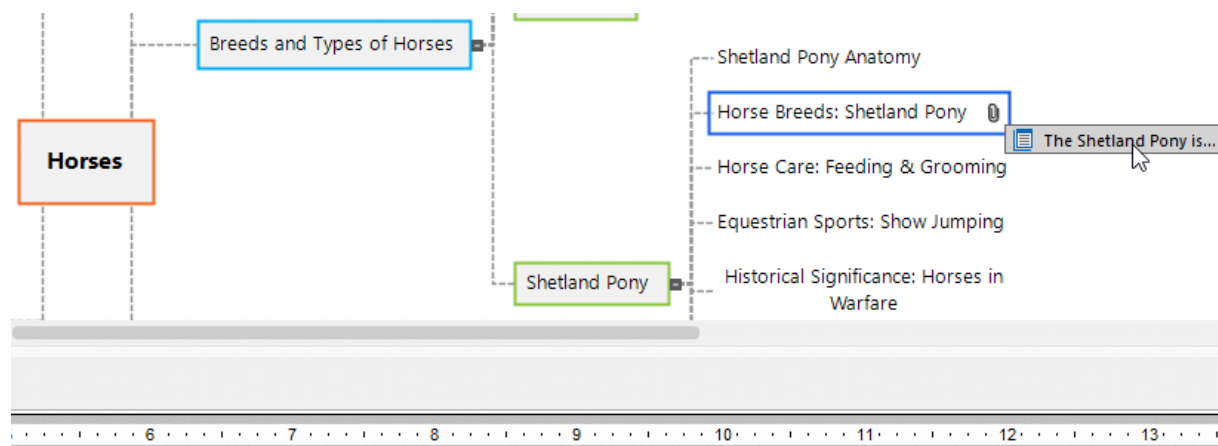 Breeds and Types of Horses
Shetland Pony Anatomy
Horse Breeds: Shetland Pony
The Shetland Pony is...
Horses
Horse Care: Feeding & Grooming
Equestrian Sports: Show Jumping
Shetland Pony
Historical Significance: Horses in
Warfare
6 7 8 9 10 11 12 13